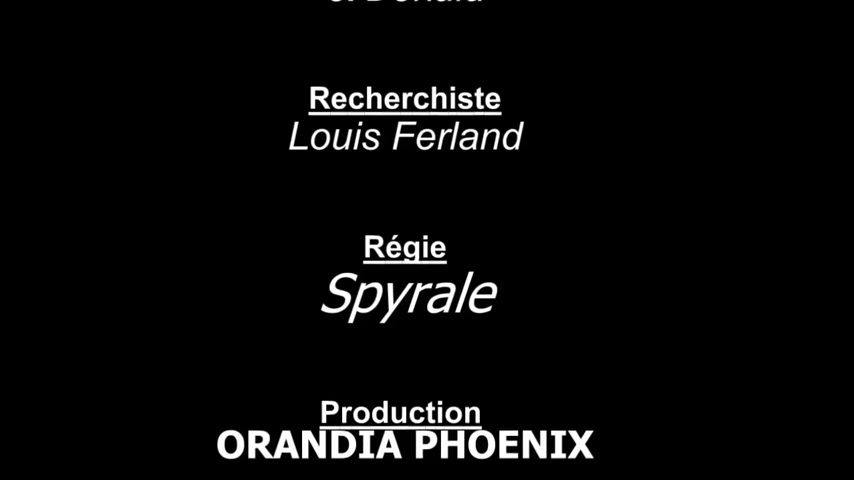 Recherchiste
Louis Ferland
Régie
Spyrale
Production
ORANDIA PHOENIX